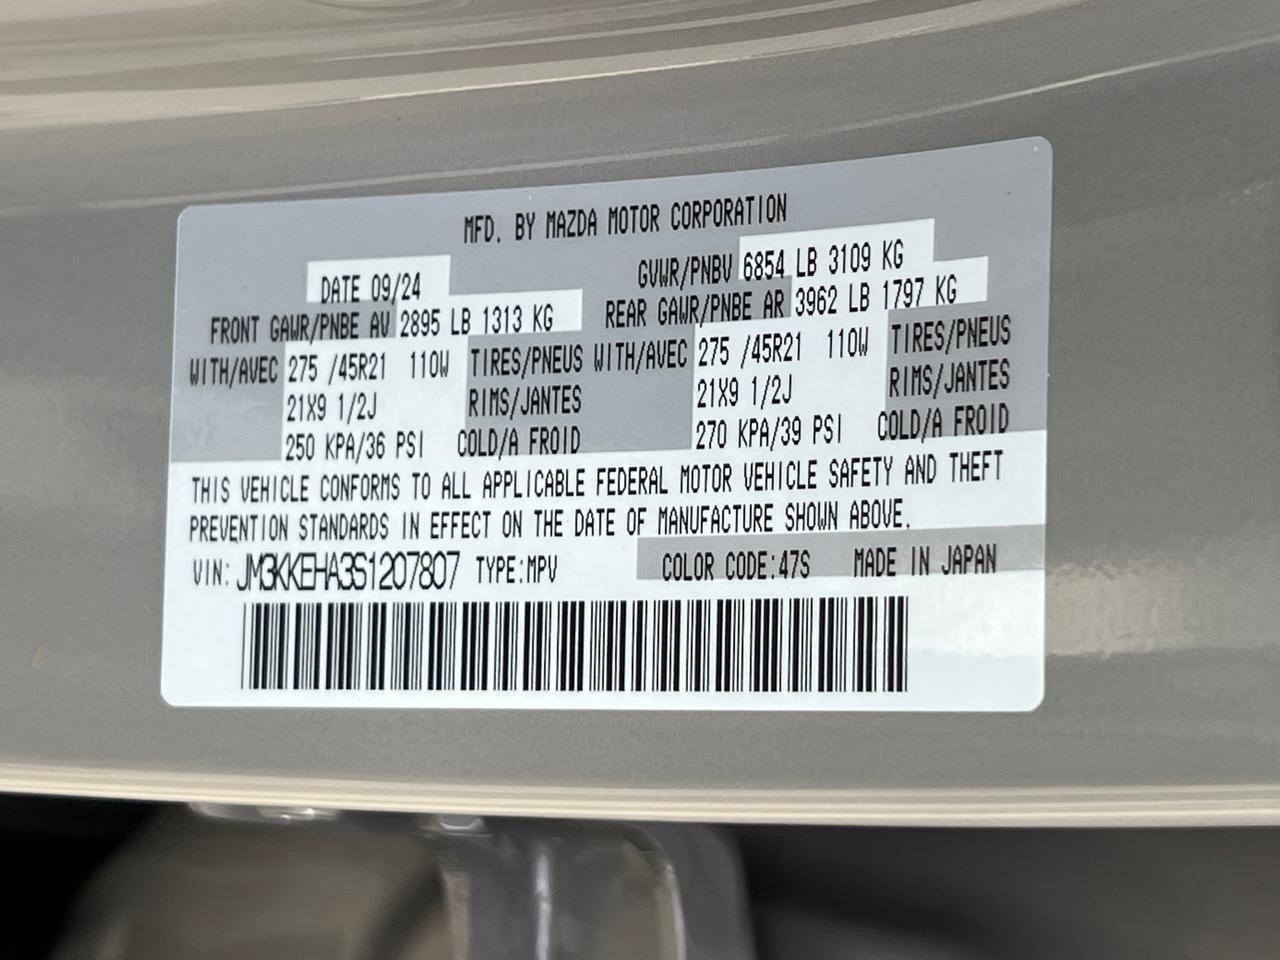 MFD. BY MAZDA MOTOR CORPORATION
DATE 09/24 GVWR/PNBV 6854 LB 3109 KG
FRONT GAWR/PNBE AV 2895 LB 1313 KG REAR GAWR/PNBE AR 3962 LB 1797 KG
WITH/AVEC 275 /45R21 110W TIRES/PNEUS WITH/AVEC 275 /45R21 110W TIRES/PNEUS
21X9 1/2J RIMS/JANTES 21X9 1/2J RIMS/JANTES
250 KPA/36 PSI COLD/A FROID 270 KPA/39 PSI COLD/A FROID
THIS VEHICLE CONFORMS TO ALL APPLICABLE FEDERAL MOTOR VEHICLE SAFETY AND THEFT
PREVENTION STANDARDS IN EFFECT ON THE DATE OF MANUFACTURE SHOWN ABOVE.
VIN: JM3KKEHA3S1207807 TYPE:MPV COLOR CODE:47S MADE IN JAPAN